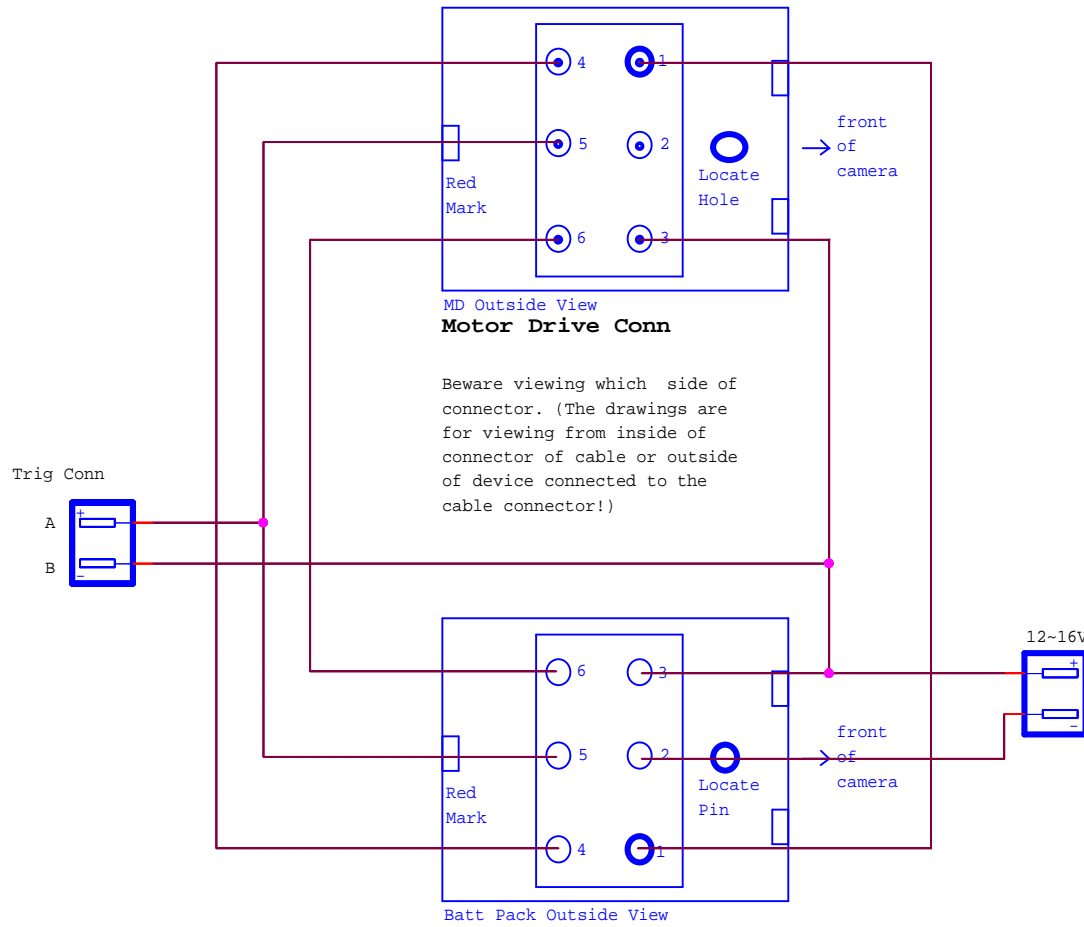 4
1
5
2
front
of
camera
Red
Mark
Locate
Hole
6
3
MD Outside View
Motor Drive Conn
Beware viewing which  side of
connector. (The drawings are
for viewing from inside of
connector of cable or outside
of device connected to the
cable connector!)
Trig Conn
A
+
B
-
12~16V
+
-
6
3
5
2
front
of
camera
Red
Mark
Locate
Pin
4
1
Batt Pack Outside View